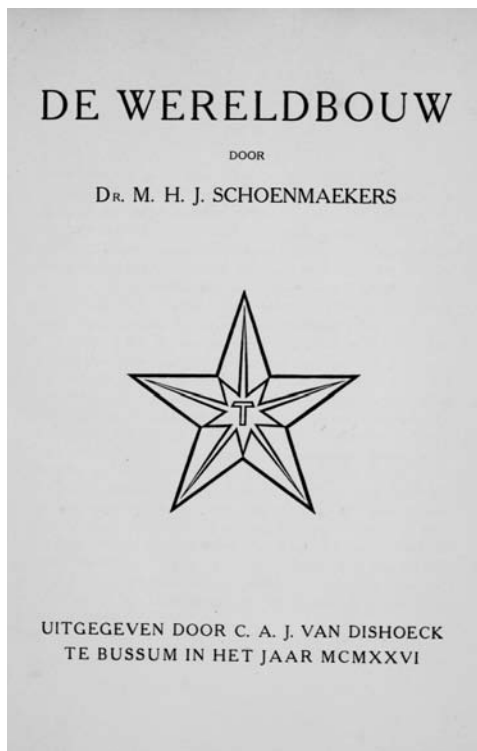 DE WERELDBOUW
DOOR
DR. M. H. J. SCHOENMAEKERS
T
UITGEGEVEN DOOR C. A. J. VAN DISHOECK
TE BUSSUM IN HET JAAR MCMXXVI